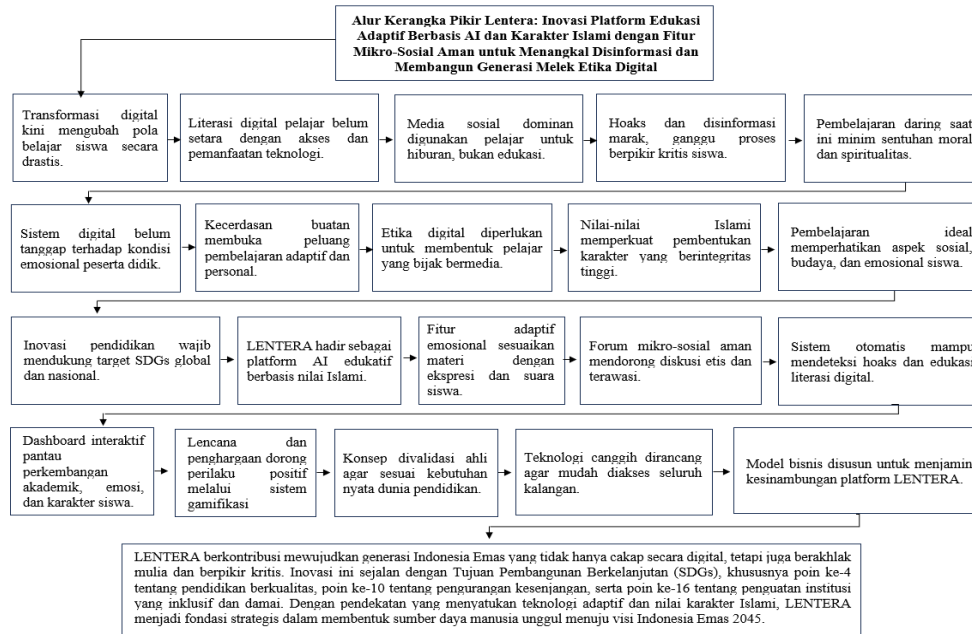 Alur Kerangka Pikir Lentera: Inovasi Platform Edukasi
Adaptif Berbasis AI dan Karakter Islami dengan Fitur
Mikro-Sosial Aman untuk Menangkal Disinformasi dan
Membangun Generasi Melek Etika Digital
Transformasi digital
kini mengubah pola
belajar siswa secara
drastis.
Literasi digital pelajar belum
setara dengan akses dan
pemanfaatan teknologi.
Media sosial dominan
digunakan pelajar untuk
hiburan, bukan edukasi.
Hoaks dan disinformasi
marak, ganggu proses
berpikir kritis siswa.
Pembelajaran daring saat
ini minim sentuhan moral
dan spiritualitas.
Sistem digital belum
tanggap terhadap kondisi
emosional peserta didik.
Kecerdasan buatan
membuka peluang
pembelajaran adaptif dan
personal.
Etika digital diperlukan
untuk membentuk pelajar
yang bijak bermedia.
Nilai-nilai Islami
memperkuat pembentukan
karakter yang berintegritas
tinggi.
Pembelajaran ideal
memperhatikan aspek sosial,
budaya, dan emosional siswa.
Inovasi pendidikan wajib
mendukung target SDGs global
dan nasional.
LENTERA hadir sebagai
platform AI edukatif
berbasis nilai Islami.
Fitur adaptif
emosional sesuaikan
materi dengan
ekspresi dan suara
siswa.
Forum mikro-sosial aman
mendorong diskusi etis dan
terawasi.
Sistem otomatis mampu
mendeteksi hoaks dan edukasi
literasi digital.
Dashboard interaktif
pantau
perkembangan
akademik, emosi,
dan karakter siswa.
Lencana dan
penghargaan dorong
perilaku positif
melalui sistem
gamifikasi
Konsep divalidasi ahli
agar sesuai kebutuhan
nyata dunia pendidikan.
Teknologi canggih dirancang
agar mudah diakses seluruh
kalangan.
Model bisnis disusun untuk menjamin
kesinambungan platform LENTERA.
LENTERA berkontribusi mewujudkan generasi Indonesia Emas yang tidak hanya cakap secara digital, tetapi juga berakhlak
mulia dan berpikir kritis. Inovasi ini sejalan dengan Tujuan Pembangunan Berkelanjutan (SDGs), khususnya poin ke-4
tentang pendidikan berkualitas, poin ke-10 tentang pengurangan kesenjangan, serta poin ke-16 tentang penguatan institusi
yang inklusif dan damai. Dengan pendekatan yang menyatukan teknologi adaptif dan nilai karakter Islami, LENTERA
menjadi fondasi strategis dalam membentuk sumber daya manusia unggul menuju visi Indonesia Emas 2045.